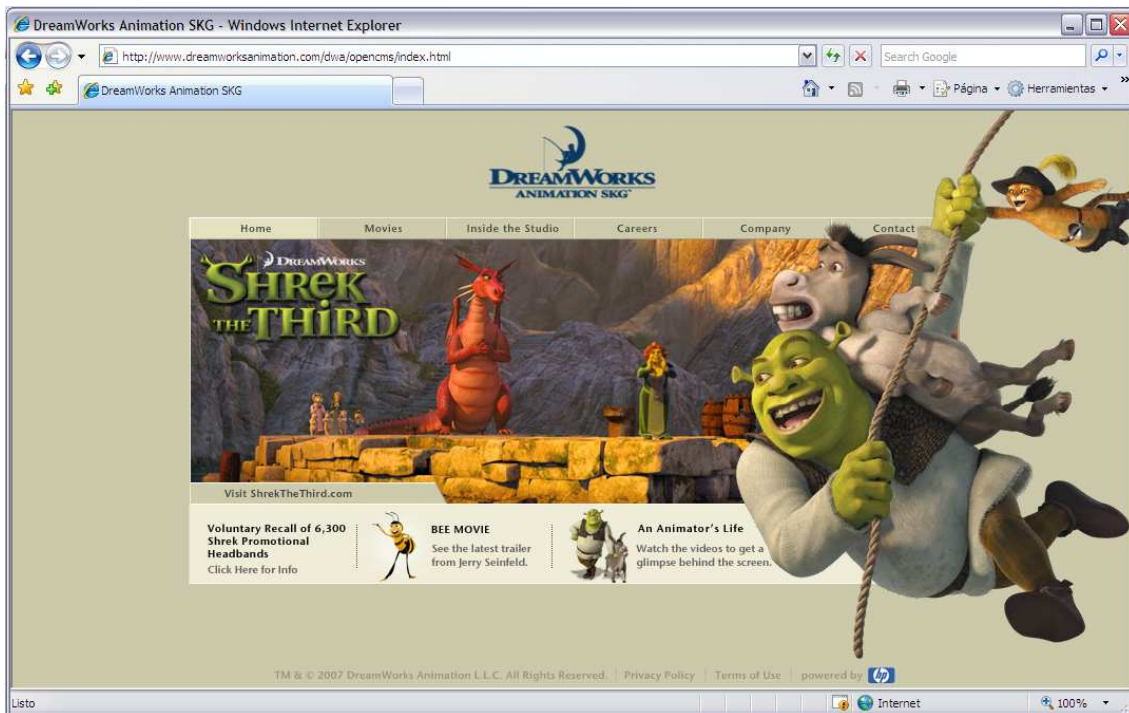 DreamWorks Animation SKG - Windows Internet Explorer
http://www.dreamworksanimation.com/dwa/opencms/index.html
Search Google
DreamWorks Animation SKG
Página
Herramientas
DREAMWORKS
ANIMATION SKG
Home Movies Inside the Studio Careers Company Contact
DREAMWORKS
SHREK
THE THIRD
Visit ShrekTheThird.com
Voluntary Recall of 6,300
Shrek Promotional
Headbands
Click Here for Info
BEE MOVIE
See the latest trailer
from Jerry Seinfeld.
An Animator's Life
Watch the videos to get a
glimpse behind the screen.
TM & © 2007 DreamWorks Animation L.L.C. All Rights Reserved. Privacy Policy Terms of Use powered by hp
Listo Internet 100%